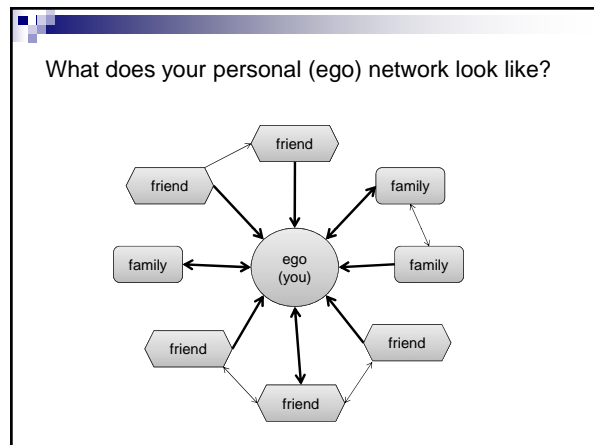 What does your personal (ego) network look like?
friend
friend
family
ego
(you)
family
family
friend
friend
friend